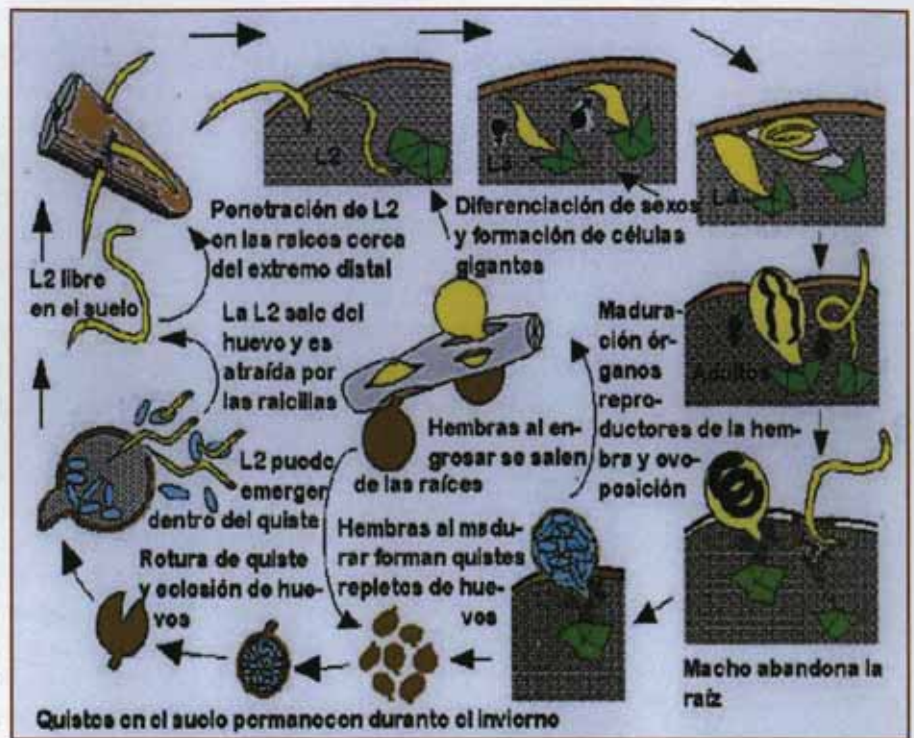 L2
L3
L4
Penetración de L2
en las raíces cerca
del extremo distal
Diferenciación de sexos
y formación de células
gigantes
L2 libre
en el suelo
La L2 sale del
huevo y es
atraída por
las raicillas
Madura-
ción ór-
ganos
repro-
ductores de la hem-
bra y ovo-
posición
Adultos
Hembras al en-
grosar se salen
de las raíces
L2 puede
emerger
dentro del quiste
Hembras al madu-
rar forman quistes
repletos de hue-
vos
Rotura de quiste
y eclosión de hue-
vos
Macho abandona la
raíz
Quistes en el suelo permanecen durante el invierno